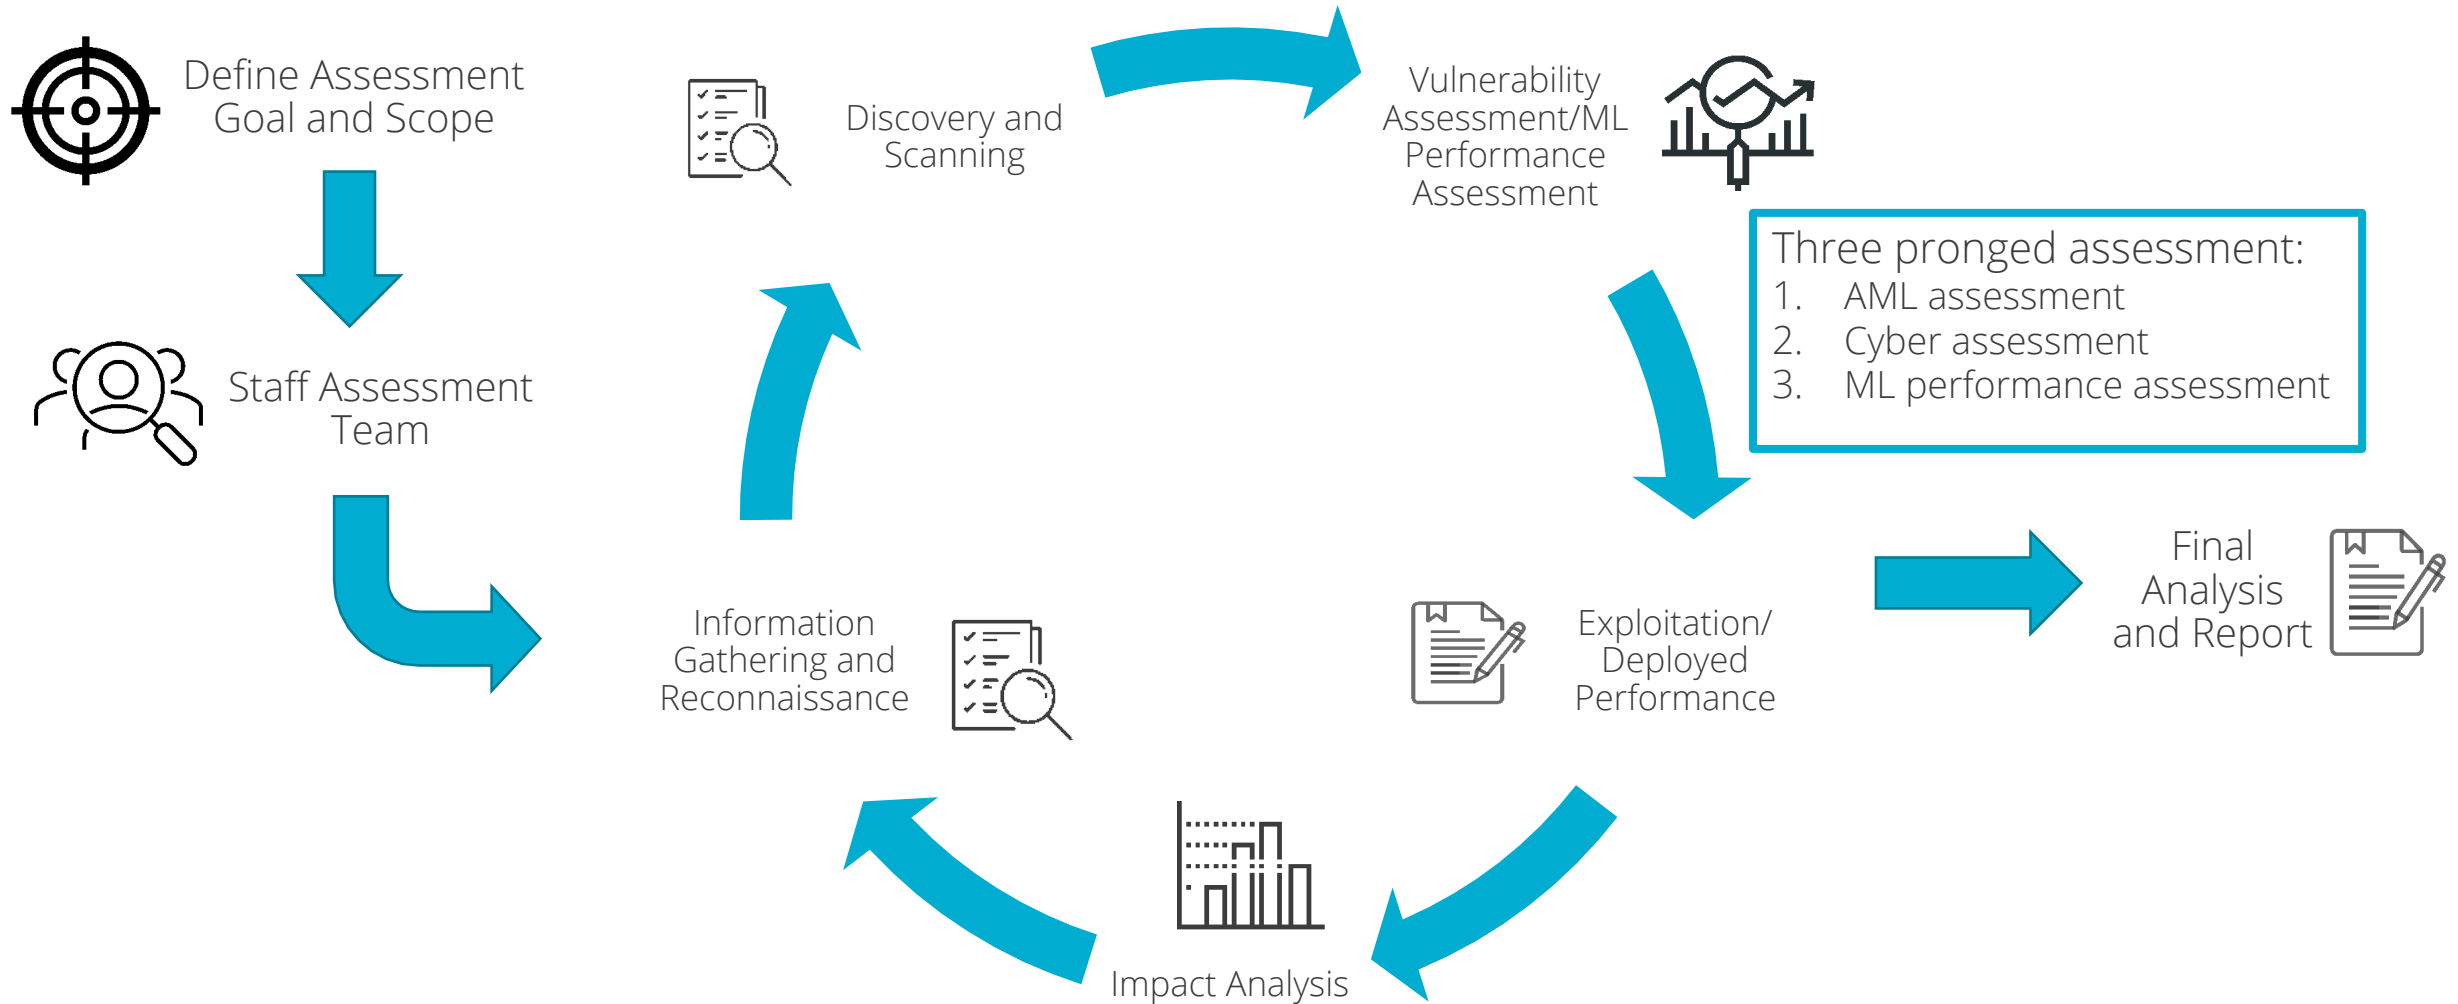 Define Assessment
Goal and Scope
Staff Assessment
Team
Information
Gathering and
Reconnaissance
Discovery and
Scanning
Vulnerability
Assessment/ML
Performance
Assessment
Three pronged assessment:
1. AML assessment
2. Cyber assessment
3. ML performance assessment
Exploitation/
Deployed
Performance
Impact Analysis
Final
Analysis
and Report